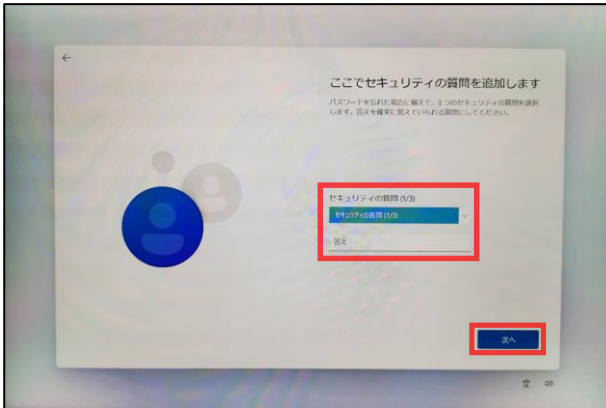 ここでセキュリティの質問を追加します
パスワードを忘れた場合に備えて、3 つのセキュリティの質問を選択
します。答えを確実に覚えていられる質問にしてください。
セキュリティの質問 (1/3)
セキュリティの質問 (1/3)
答え
次へ